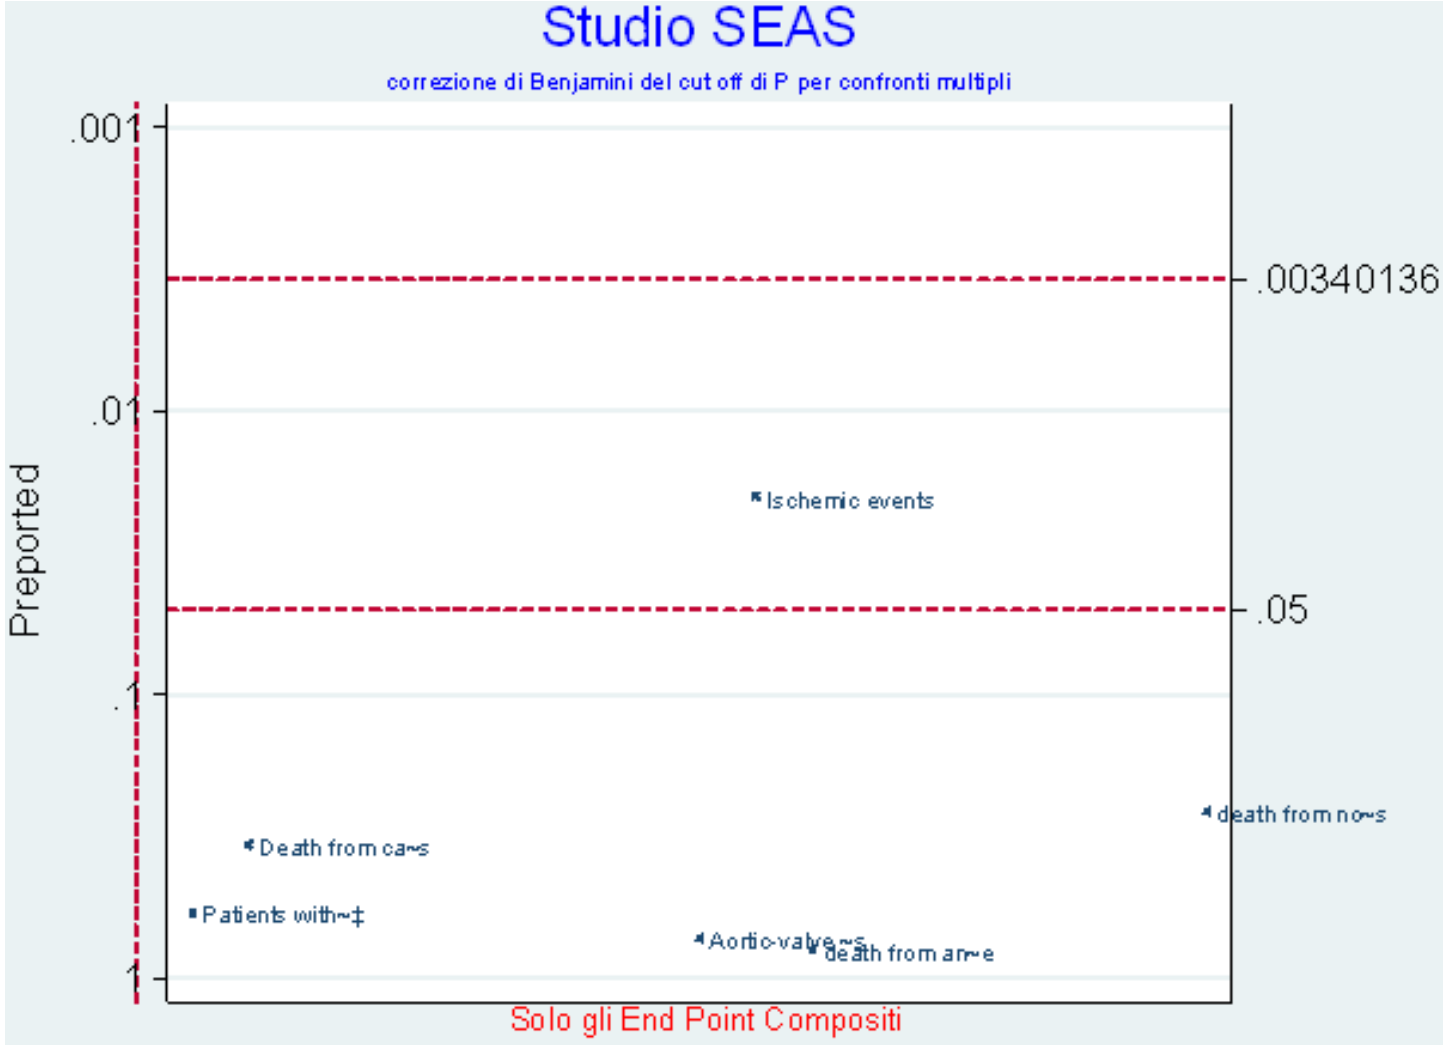 Studio SEAS
correzione di Benjamini del cut off di P per confronti multipli
.001
.00340136
.01
Preported
Ischemic events
.05
.1
death from no~s
Death from ca~s
Patients with~‡
Aortic-valve ~s
death from an~e
1
Solo gli End Point Compositi